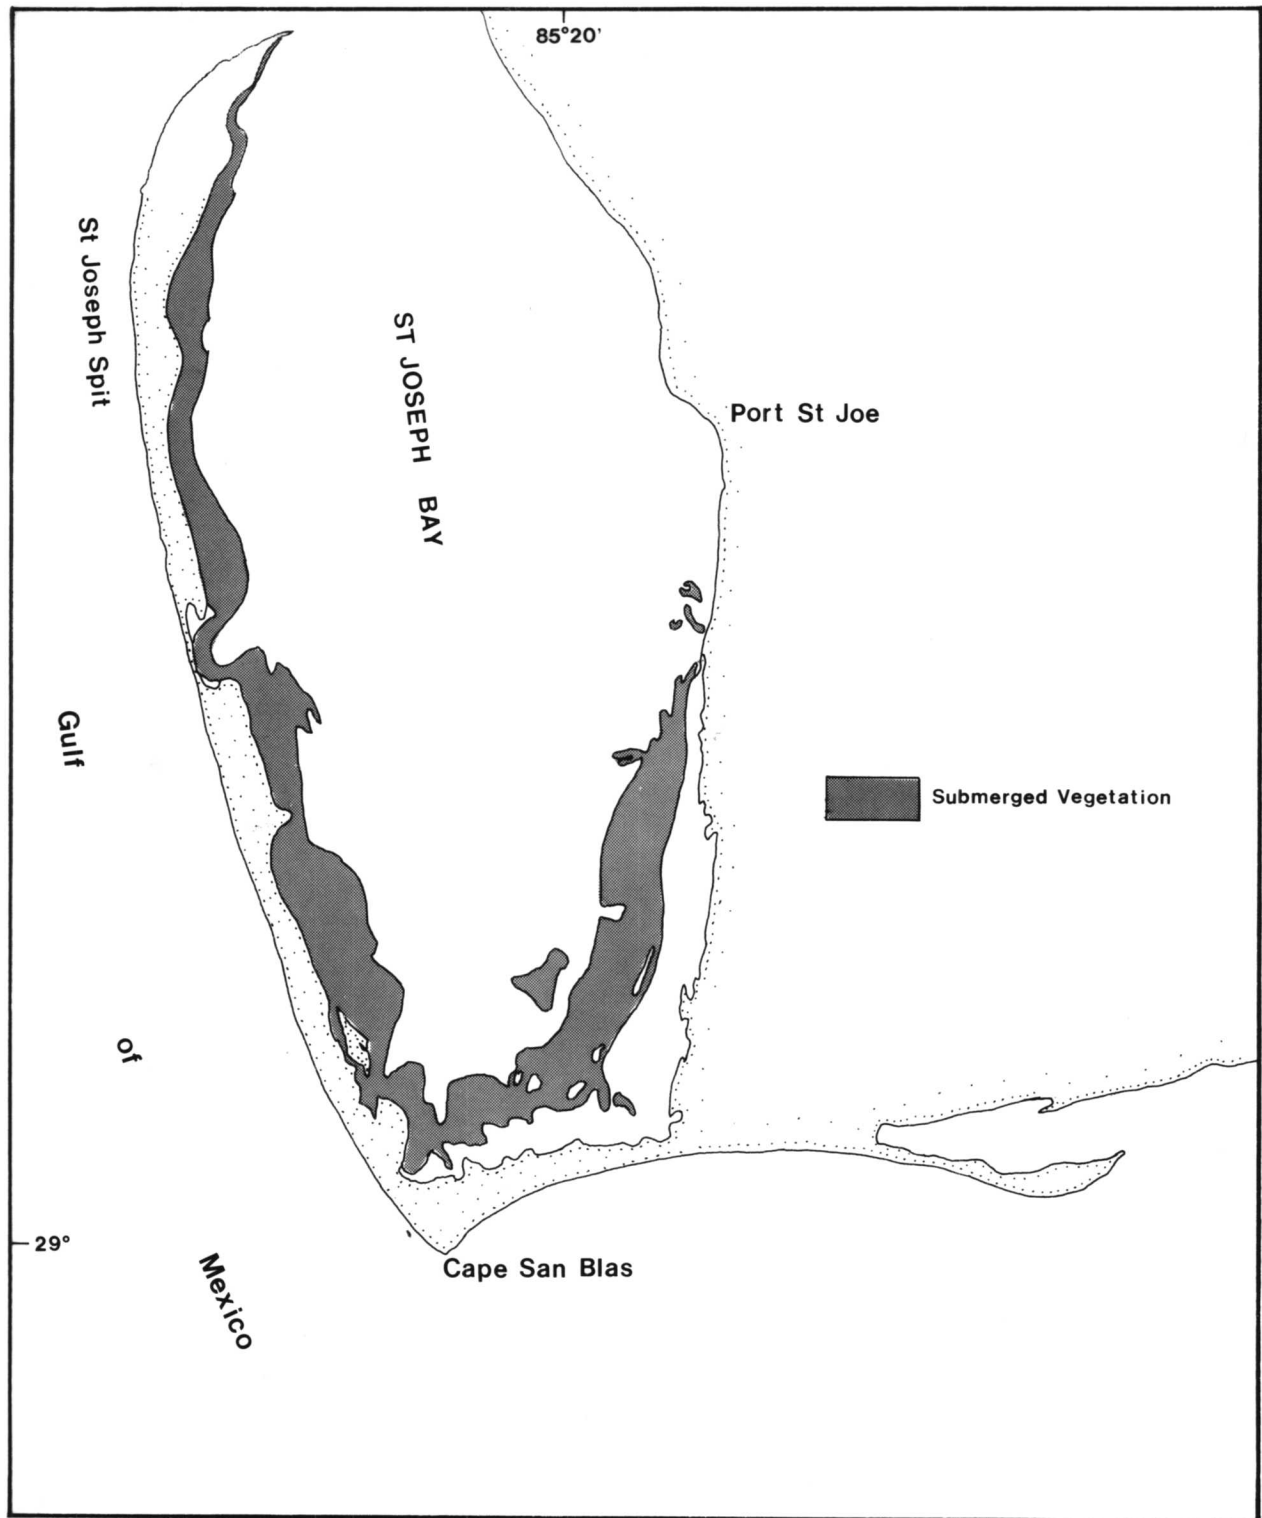 85°20'
St Joseph Spit
ST JOSEPH BAY
Port St Joe
Gulf
of
Mexico
Submerged Vegetation
29°
Cape San Blas